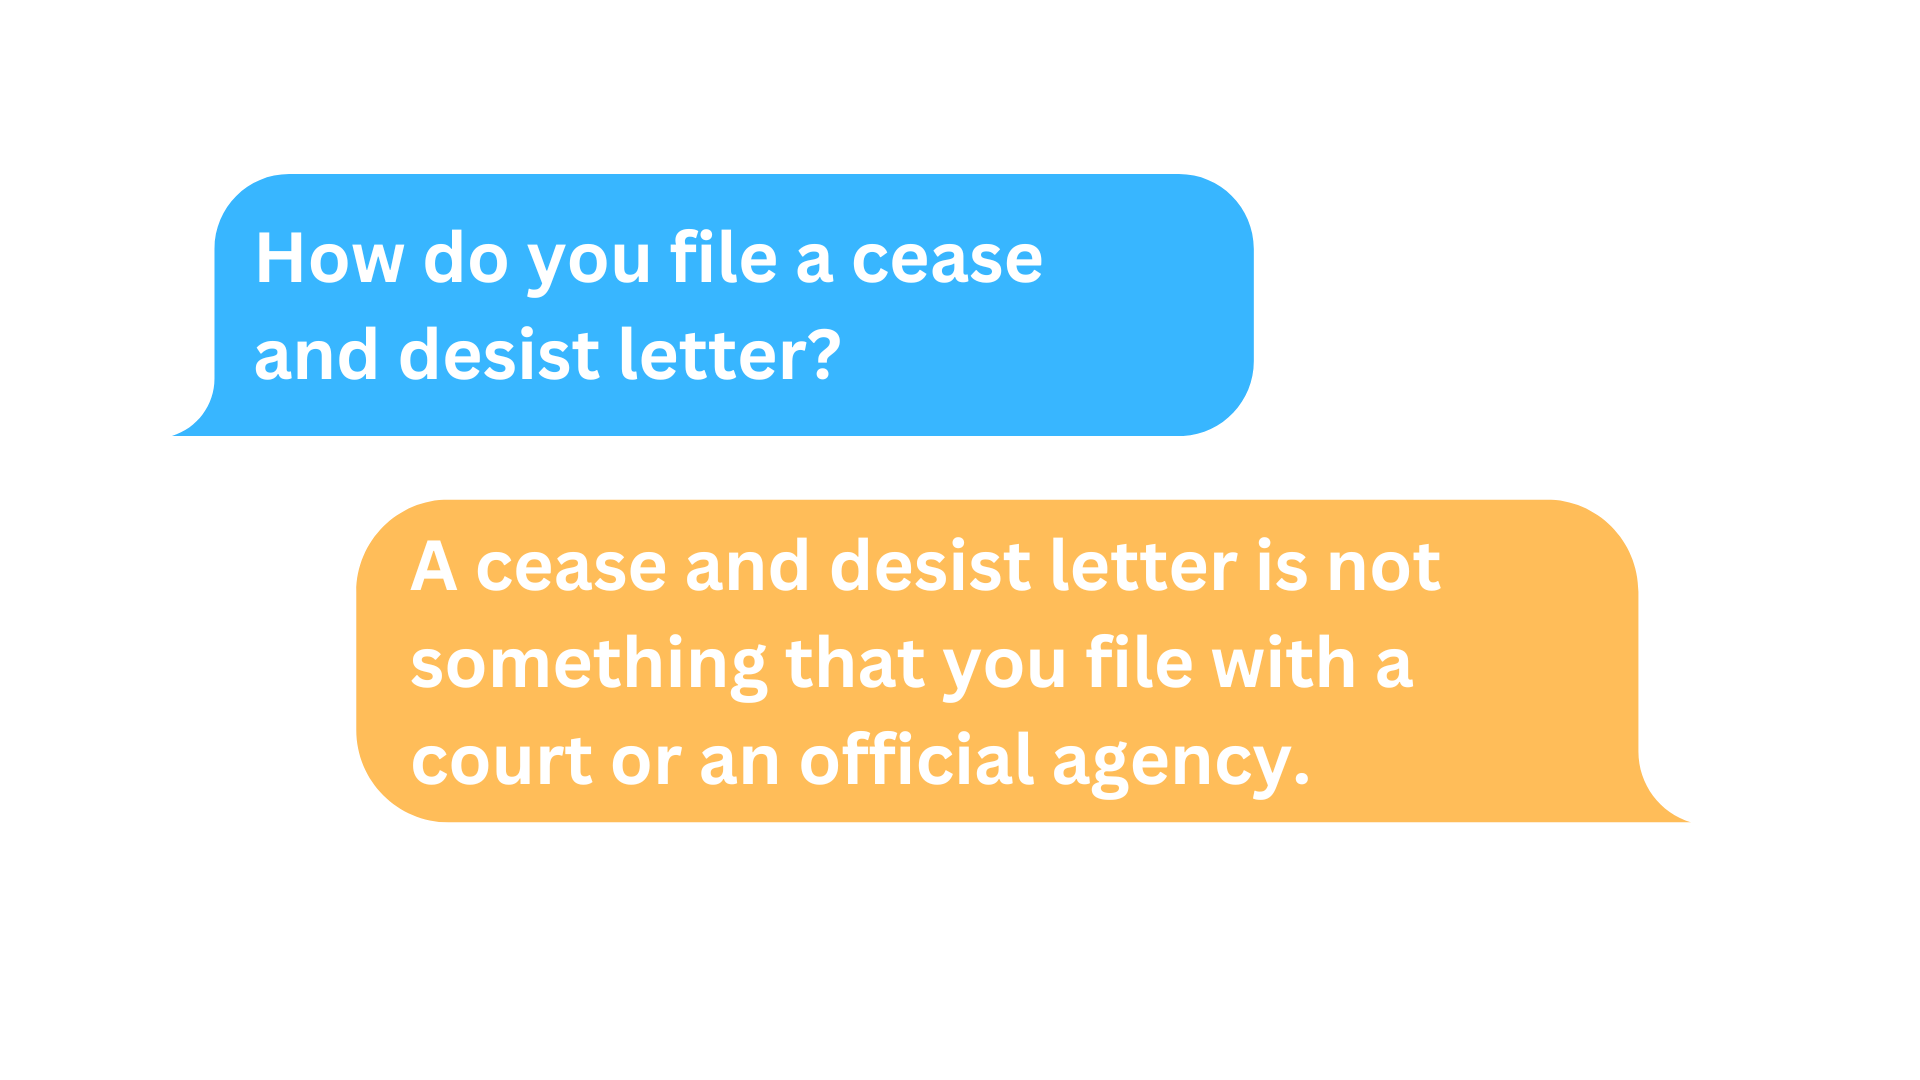 How do you file a cease
and desist letter?
A cease and desist letter is not
something that you file with a
court or an official agency.